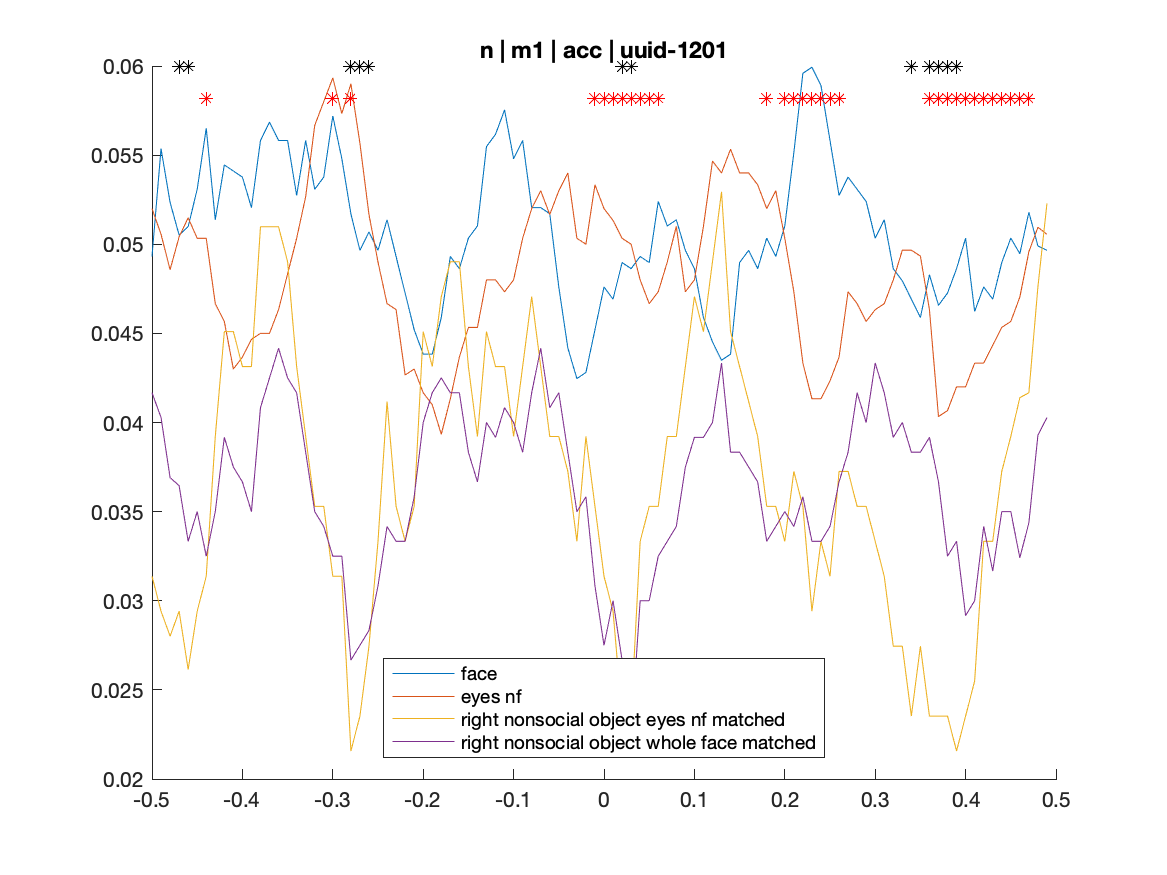 n | m1 | acc | uuid-1201
0.06
0.055
0.05
0.045
0.04
0.035
0.03
0.025
0.02
face
eyes nf
right nonsocial object eyes nf matched
right nonsocial object whole face matched
-0.5 -0.4 -0.3 -0.2 -0.1 0 0.1 0.2 0.3 0.4 0.5